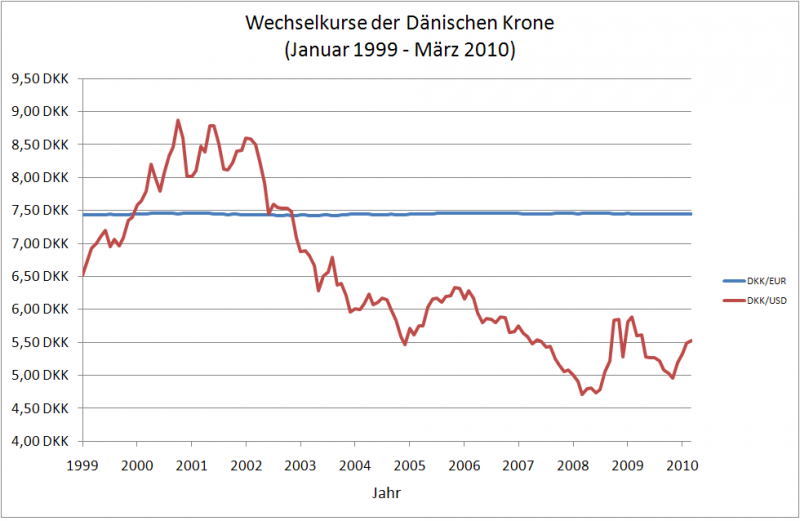 Wechselkurse der Dänischen Krone
(Januar 1999 - März 2010)
9,50 DKK
9,00 DKK
8,50 DKK
8,00 DKK
7,50 DKK
7,00 DKK
6,50 DKK
6,00 DKK
5,50 DKK
5,00 DKK
4,50 DKK
4,00 DKK
DKK/EUR
DKK/USD
1999 2000 2001 2002 2003 2004 2005 2006 2007 2008 2009 2010
Jahr